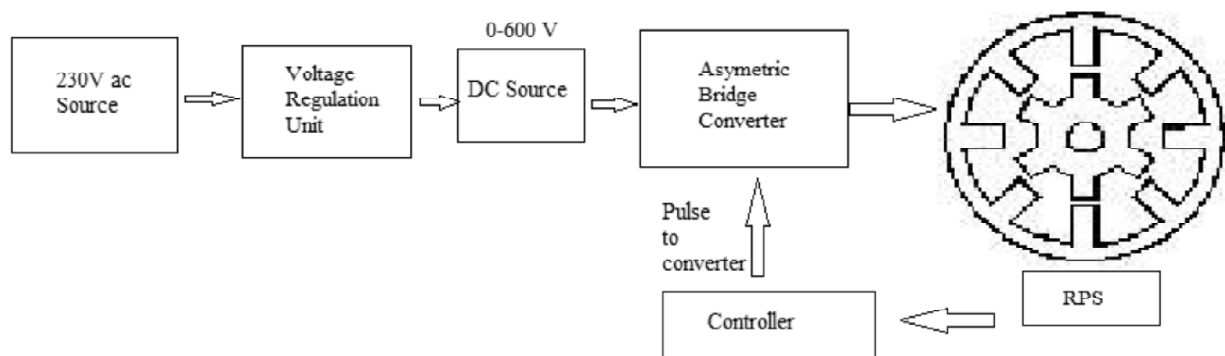 230V ac
Source
Voltage
Regulation
Unit
0-600 V
DC Source
Asymetric
Bridge
Converter
Pulse
to
converter
Controller
RPS